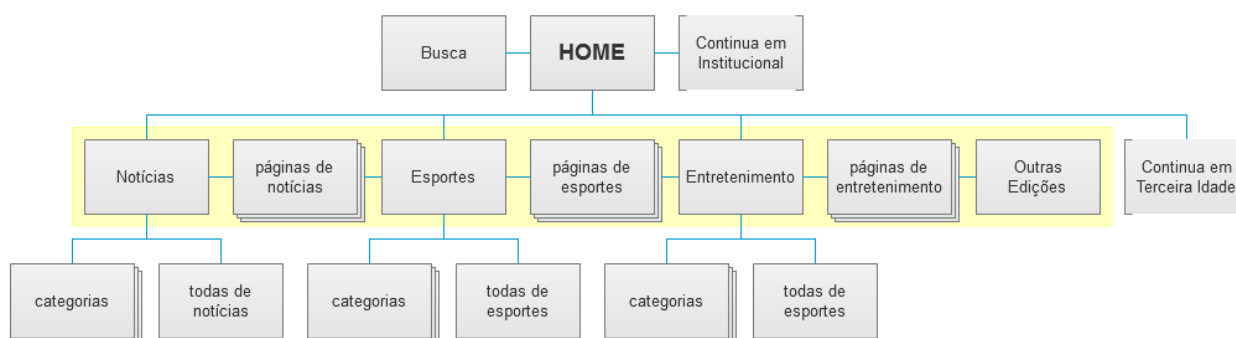 Busca
HOME
Continua em
Institucional
Notícias
páginas de
notícias
Esportes
páginas de
esportes
Entretenimento
páginas de
entretenimento
Outras
Edições
Continua em
Terceira Idade
categorias
todas de
notícias
categorias
todas de
esportes
categorias
todas de
esportes